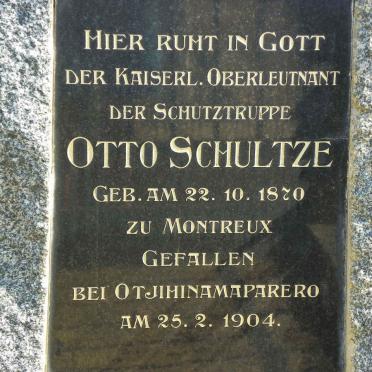 Hier ruht in Gott
der Kaiserl. Oberleutnant
der Schutztruppe
Otto Schultze
Geb. am 22. 10. 1870
zu Montreux
Gefallen
bei Otjihinamaparero
am 25. 2. 1904.